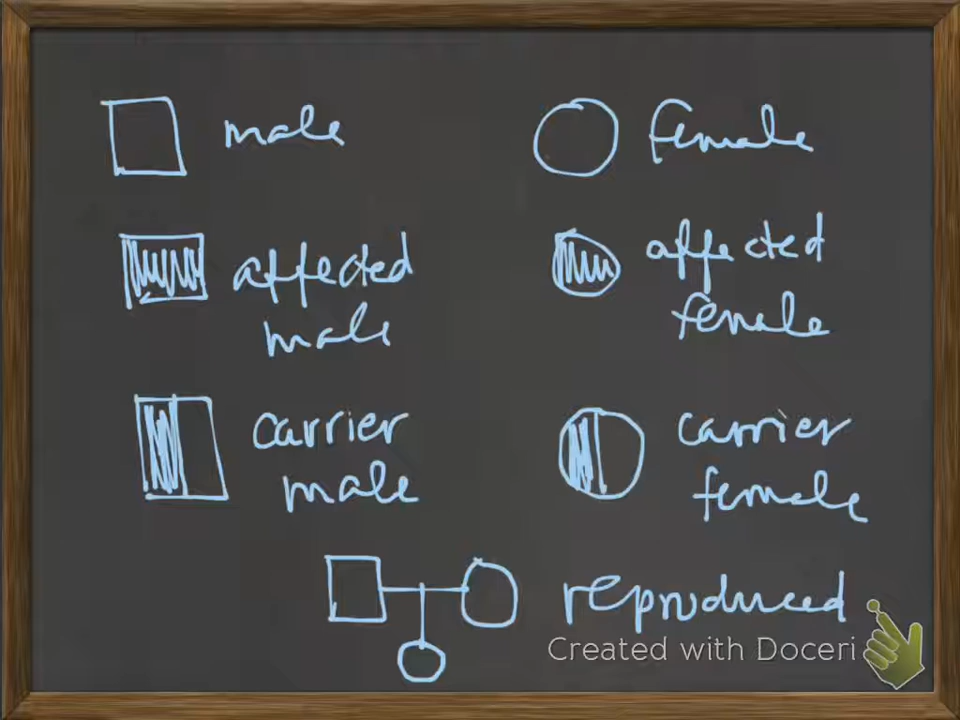 male
female
affected
male
affected
female
carrier
male
carrier
female
reproduced
Created with Doceri